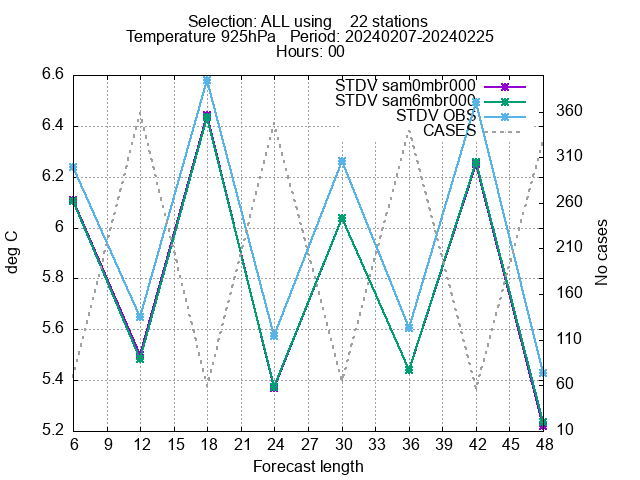 Selection: ALL using    22 stations
Temperature 925hPa   Period: 20240207-20240225
Hours: 00
STDV sam0mbr000
STDV sam6mbr000
STDV OBS
CASES
6.6
6.4
6.2
6
5.8
5.6
5.4
5.2
deg C
360
310
260
210
160
110
60
10
No cases
6 9 12 15 18 21 24 27 30 33 36 39 42 45 48
Forecast length